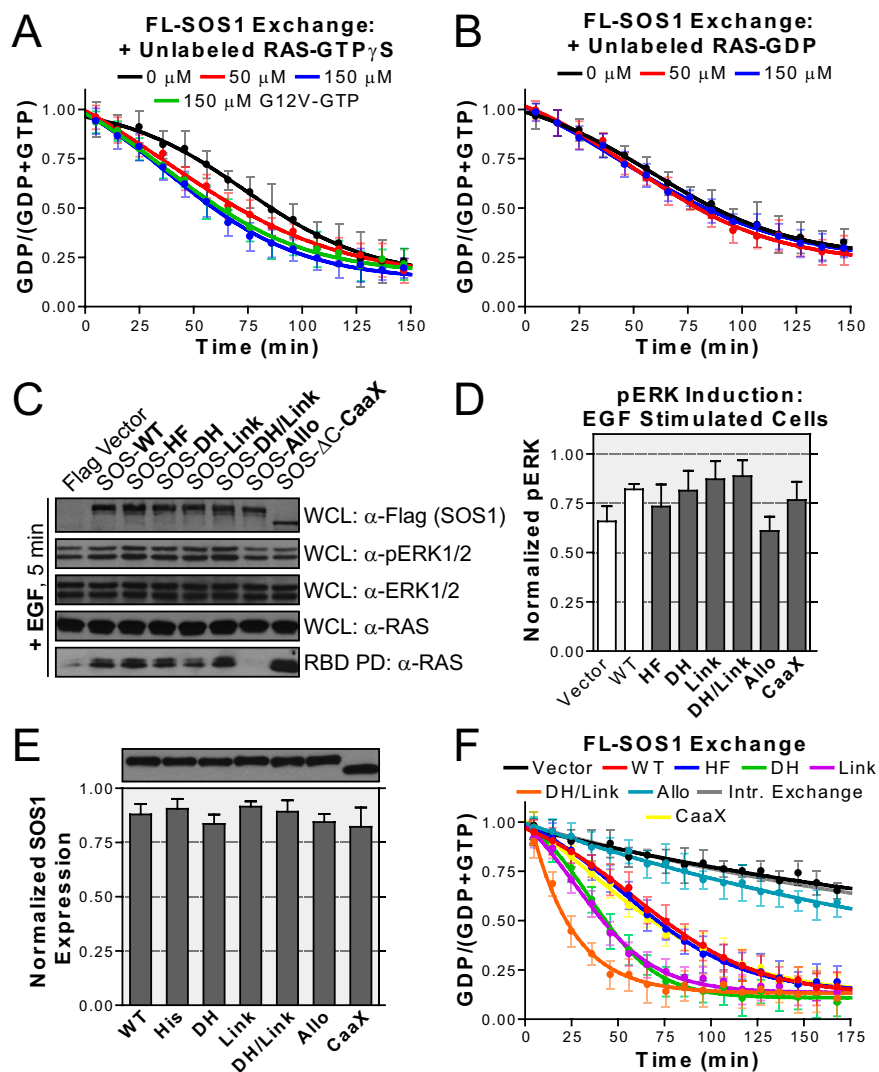 A
FL-SOS1 Exchange:
+ Unlabeled RAS-GTPγS
0 μM 50 μM 150 μM
150 μM G12V-GTP
GDP/(GDP+GTP)
1.00
0.75
0.50
0.25
0.00
0 25 50 75 100 125 150
Time (min)
B
FL-SOS1 Exchange:
+ Unlabeled RAS-GDP
0 μM 50 μM 150 μM
GDP/(GDP+GTP)
1.00
0.75
0.50
0.25
0.00
0 25 50 75 100 125 150
Time (min)
C
Flag Vector
SOS-WT
SOS-HF
SOS-DH
SOS-Link
SOS-DH/Link
SOS-Allo
SOS-ΔC-CaaX
+ EGF, 5 min
WCL: α-Flag (SOS1)
WCL: α-pERK1/2
WCL: α-ERK1/2
WCL: α-RAS
RBD PD: α-RAS
D
pERK Induction:
EGF Stimulated Cells
Normalized pERK
1.00
0.75
0.50
0.25
0.00
Vector WT HF DH Link DH/Link Allo CaaX
E
Normalized SOS1
Expression
1.00
0.75
0.50
0.25
0.00
WT His DH Link DH/Link Allo CaaX
F
FL-SOS1 Exchange
Vector WT HF DH Link
DH/Link Allo Intr. Exchange
CaaX
GDP/(GDP+GTP)
1.00
0.75
0.50
0.25
0.00
0 25 50 75 100 125 150 175
Time (min)